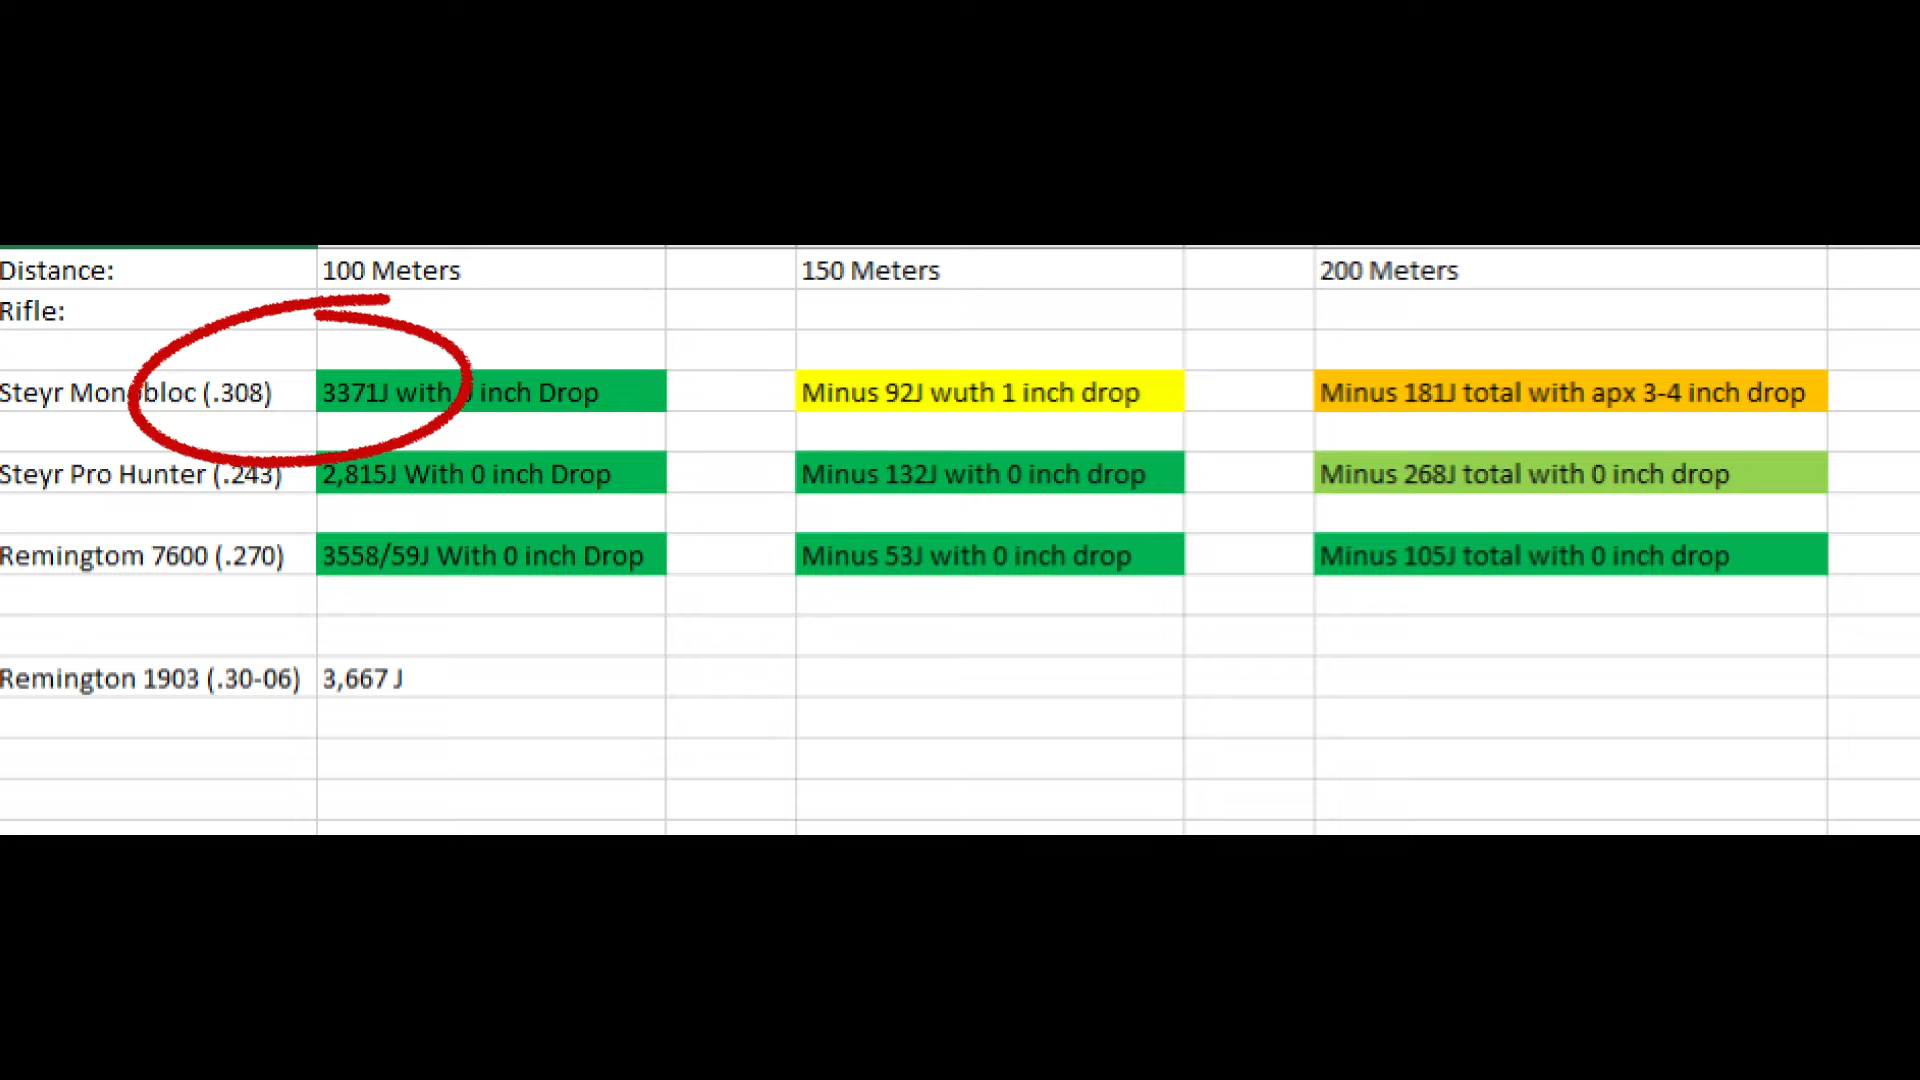 Distance: 100 Meters 150 Meters 200 Meters
Rifle:
Steyr Monobloc (.308) 3371J with inch Drop Minus 92J wuth 1 inch drop Minus 181J total with apx 3-4 inch drop
Steyr Pro Hunter (.243) 2,815J With 0 inch Drop Minus 132J with 0 inch drop Minus 268J total with 0 inch drop
Remingtom 7600 (.270) 3558/59J With 0 inch Drop Minus 53J with 0 inch drop Minus 105J total with 0 inch drop
Remington 1903 (.30-06) 3,667 J